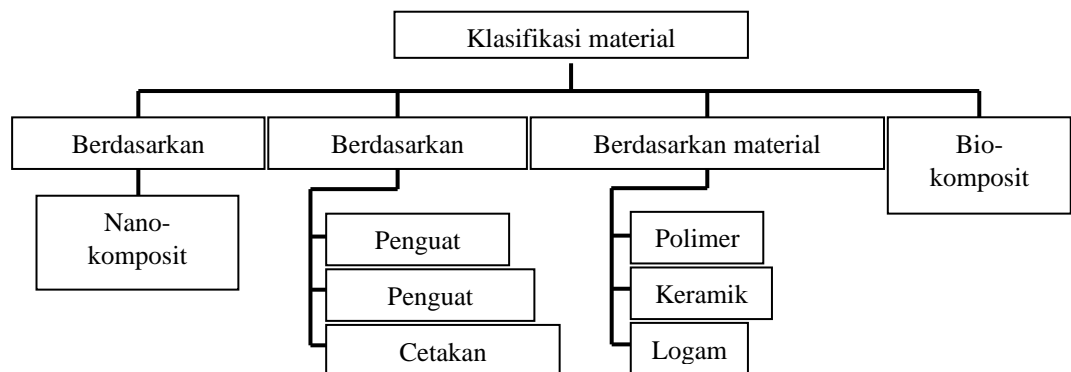 Klasifikasi material
Berdasarkan
Berdasarkan
Berdasarkan material
Bio-
komposit
Nano-
komposit
Penguat
Penguat
Cetakan
Polimer
Keramik
Logam